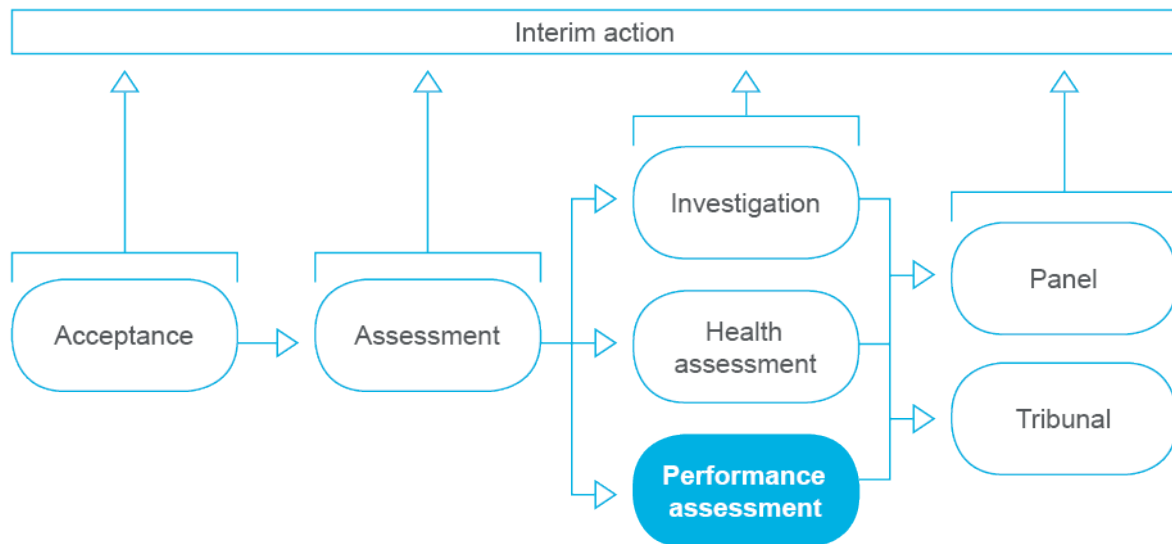 Interim action
Acceptance
Assessment
Investigation
Health
assessment
Performance
assessment
Panel
Tribunal